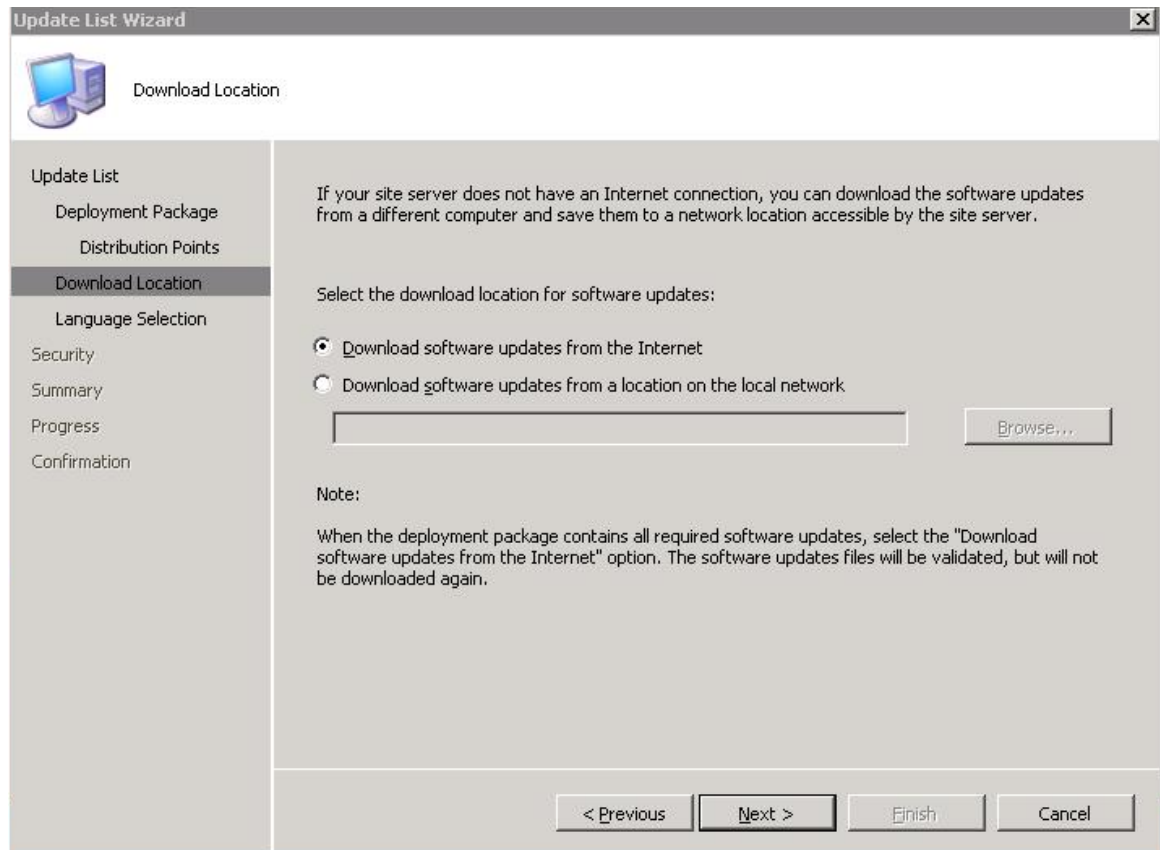 Update List Wizard
Download Location
Update List
Deployment Package
Distribution Points
Download Location
Language Selection
Security
Summary
Progress
Confirmation
If your site server does not have an Internet connection, you can download the software updates
from a different computer and save them to a network location accessible by the site server.
Select the download location for software updates:
Download software updates from the Internet
Download software updates from a location on the local network
Browse...
Note:
When the deployment package contains all required software updates, select the "Download
software updates from the Internet" option. The software updates files will be validated, but will not
be downloaded again.
< Previous
Next >
Finish
Cancel